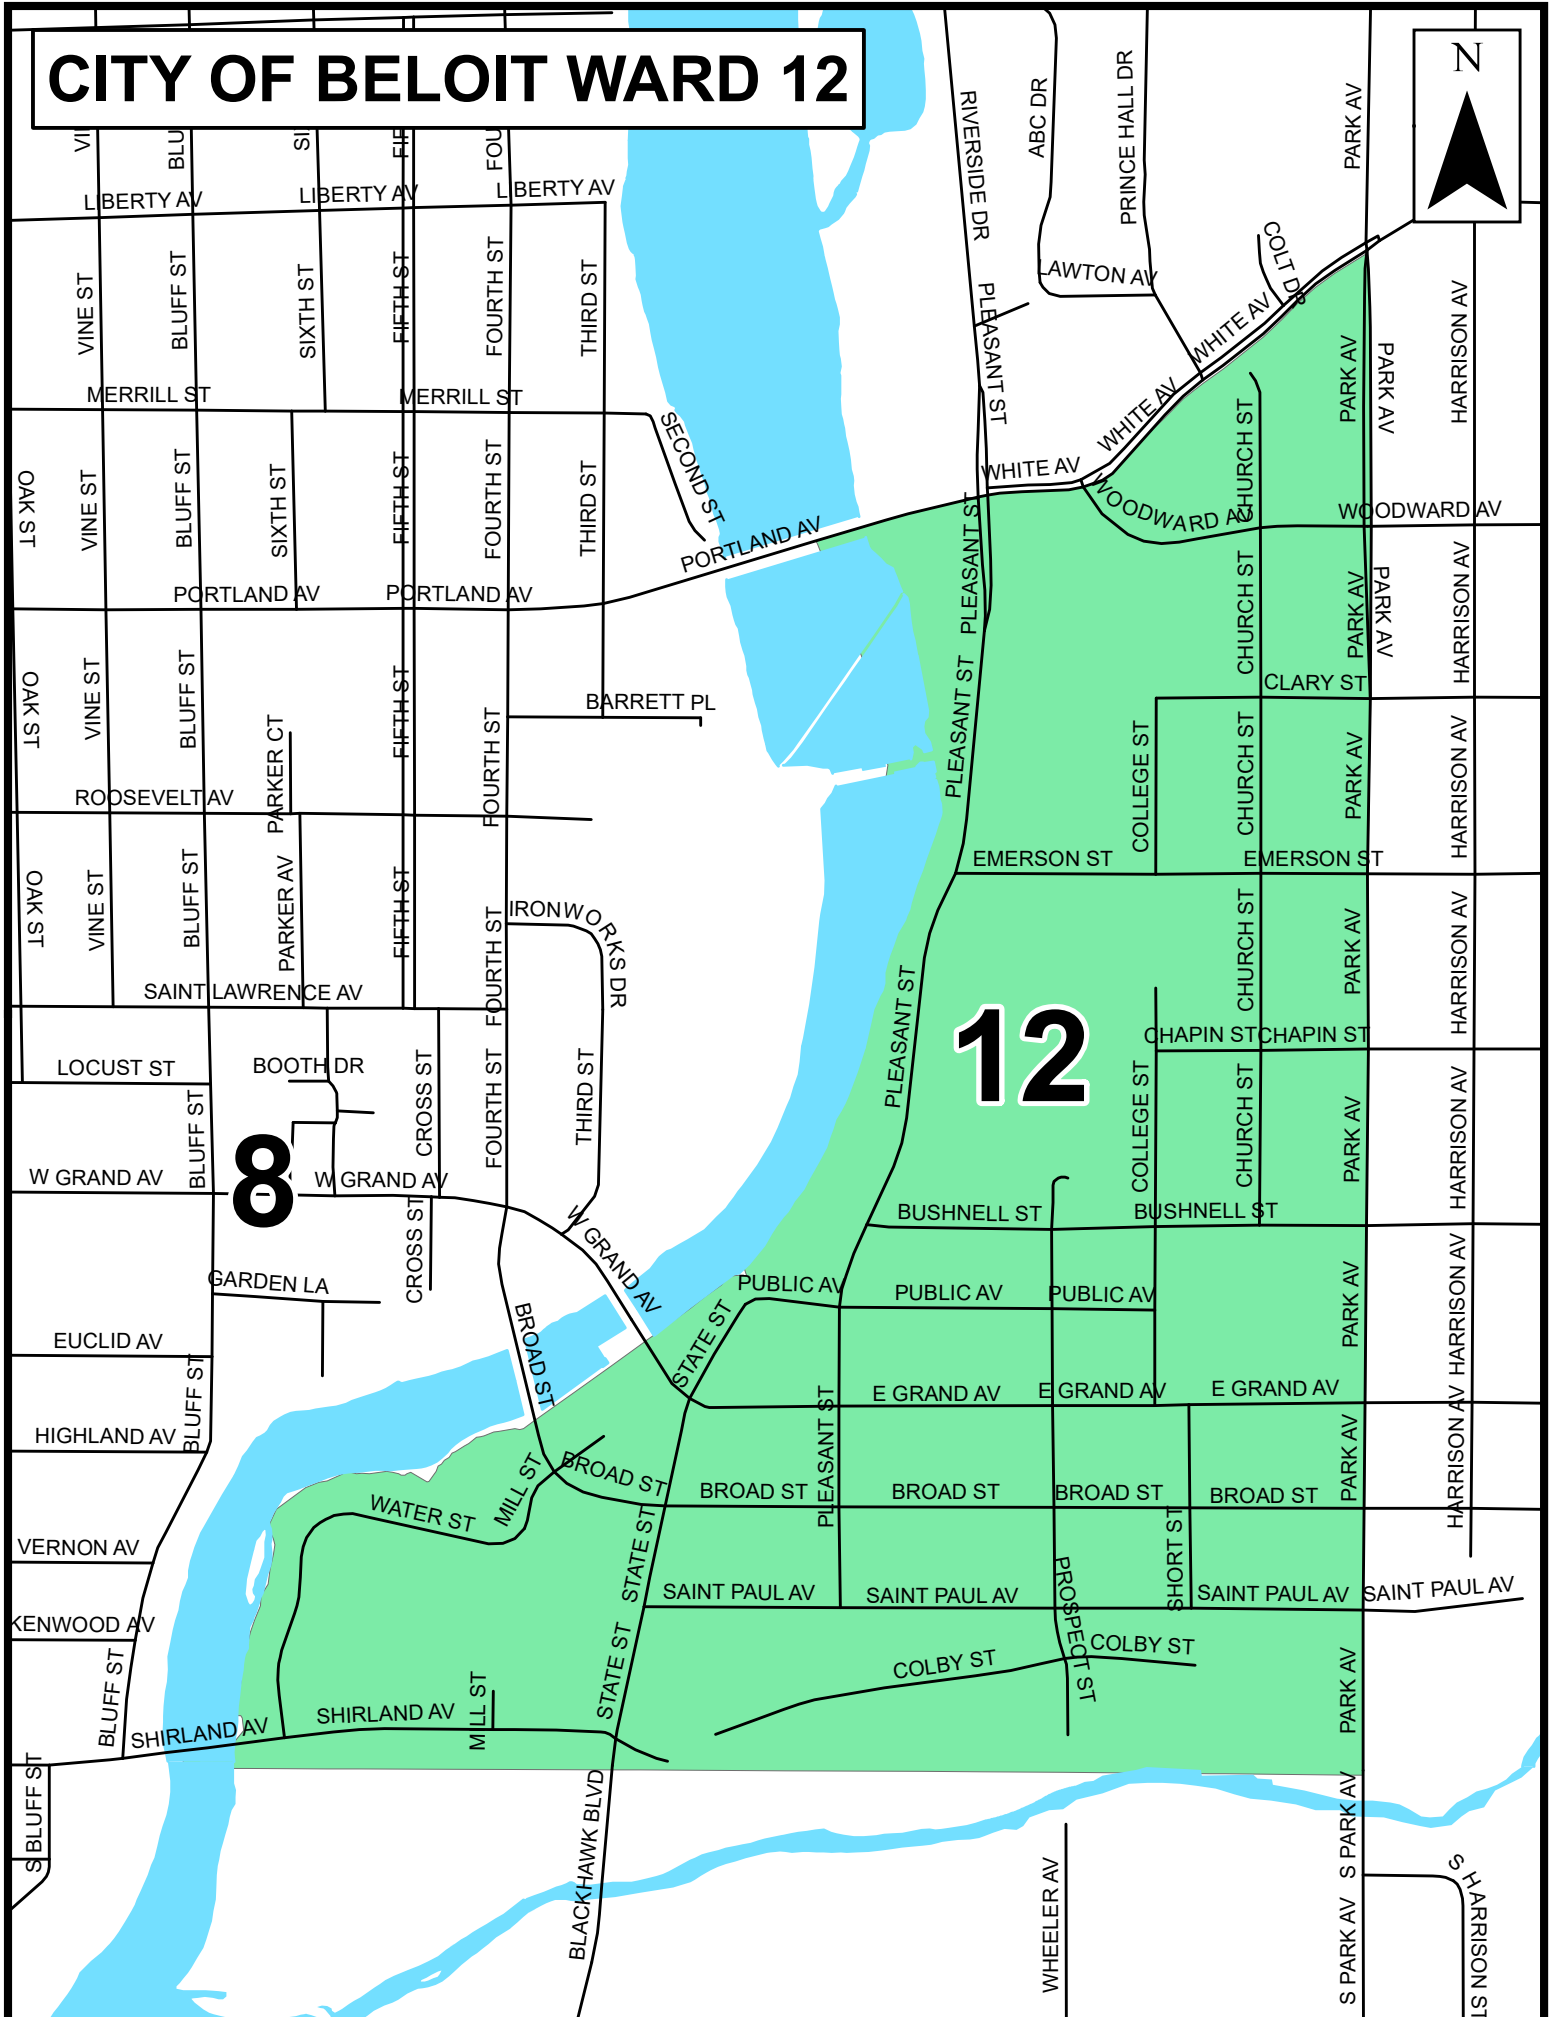 CITY OF BELOIT WARD 12
N
VI
BLU
SI
FIF
FOU
RIVERSIDE DR
ABC DR
PRINCE HALL DR
PARK AV
LIBERTY AV
LIBERTY AV
LIBERTY AV
COLT DR
LAWTON AV
VINE ST
BLUFF ST
SIXTH ST
FIFTH ST
FOURTH ST
THIRD ST
PLEASANT ST
WHITE AV
PARK AV
PARK AV
HARRISON AV
MERRILL ST
MERRILL ST
WHITE AV
CHURCH ST
SECOND ST
OAK ST
VINE ST
BLUFF ST
SIXTH ST
FIFTH ST
FOURTH ST
THIRD ST
WHITE AV
WOODWARD AV
WOODWARD AV
PORTLAND AV
PLEASANT ST
CHURCH ST
PARK AV
PARK AV
HARRISON AV
PORTLAND AV
PORTLAND AV
OAK ST
VINE ST
BLUFF ST
FIFTH ST
PLEASANT ST
CLARY ST
BARRETT PL
PARKER CT
FOURTH ST
COLLEGE ST
CHURCH ST
PARK AV
HARRISON AV
ROOSEVELT AV
EMERSON ST
EMERSON ST
OAK ST
VINE ST
BLUFF ST
PARKER AV
FIFTH ST
FOURTH ST
IRONWORKS DR
CHURCH ST
PARK AV
HARRISON AV
SAINT LAWRENCE AV
PLEASANT ST
12
CHAPIN ST
CHAPIN ST
LOCUST ST
BOOTH DR
CROSS ST
FOURTH ST
THIRD ST
COLLEGE ST
CHURCH ST
PARK AV
HARRISON AV
BLUFF ST
8
W GRAND AV
W GRAND AV
BUSHNELL ST
BUSHNELL ST
CROSS ST
W GRAND AV
GARDEN LA
PUBLIC AV
PUBLIC AV
PUBLIC AV
PARK AV
HARRISON AV
BROAD ST
STATE ST
EUCLID AV
BLUFF ST
E GRAND AV
E GRAND AV
E GRAND AV
HIGHLAND AV
PLEASANT ST
PARK AV
HARRISON AV
MILL ST
BROAD ST
BROAD ST
BROAD ST
BROAD ST
BROAD ST
WATER ST
VERNON AV
STATE ST
PROSPECT ST
SHORT ST
SAINT PAUL AV
SAINT PAUL AV
SAINT PAUL AV
SAINT PAUL AV
KENWOOD AV
BLUFF ST
STATE ST
COLBY ST
COLBY ST
PARK AV
SHIRLAND AV
SHIRLAND AV
MILL ST
S BLUFF ST
BLACKHAWK BLVD
S PARK AV
WHEELER AV
S PARK AV
S HARRISON ST